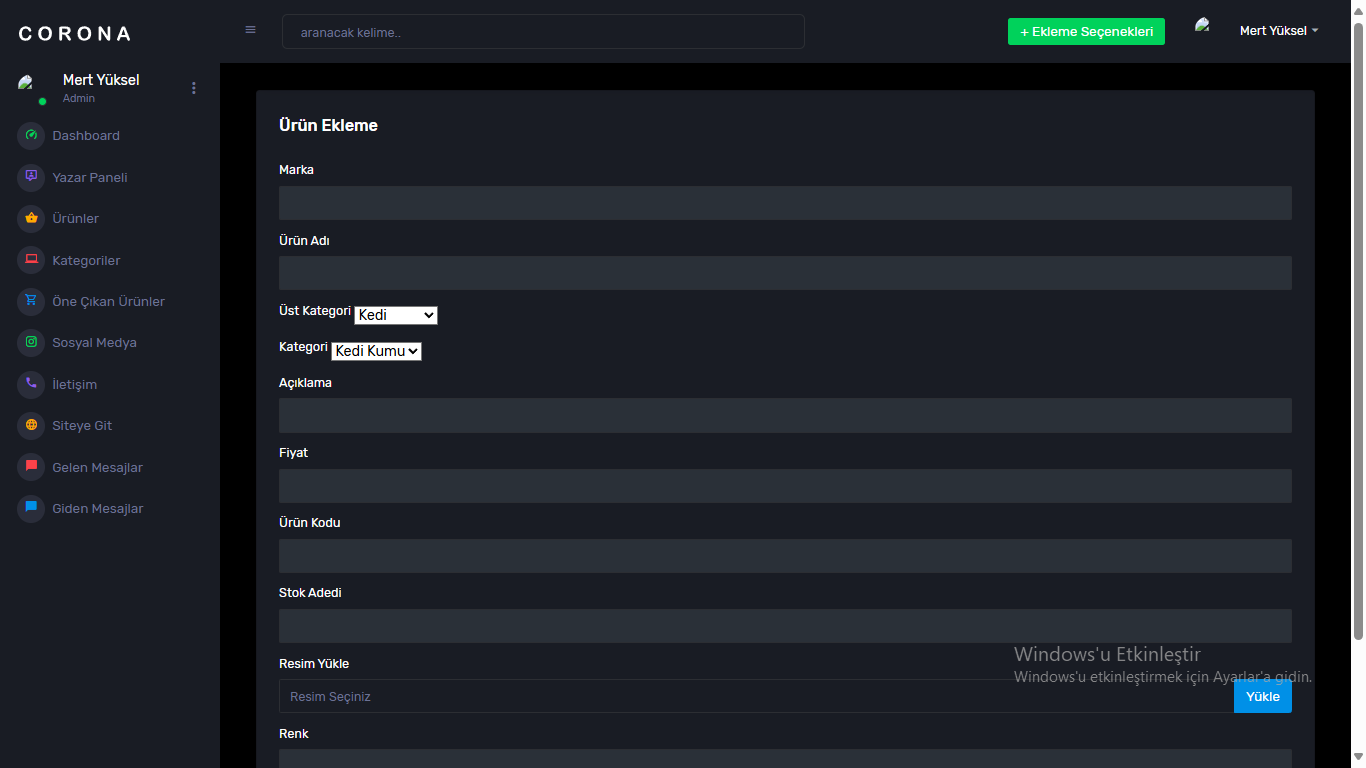 CORONA
aranacak kelime..
+ Ekleme Seçenekleri
Mert Yüksel
Mert Yüksel
Admin
Dashboard
Yazar Paneli
Ürünler
Kategoriler
Öne Çıkan Ürünler
Sosyal Medya
İletişim
Siteye Git
Gelen Mesajlar
Giden Mesajlar
Ürün Ekleme
Marka
Ürün Adı
Üst Kategori Kedi
Kategori Kedi Kumu
Açıklama
Fiyat
Ürün Kodu
Stok Adedi
Resim Yükle
Resim Seçiniz
Yükle
Renk
Windows'u Etkinleştir
Windows'u etkinleştirmek için Ayarlar'a gidin.